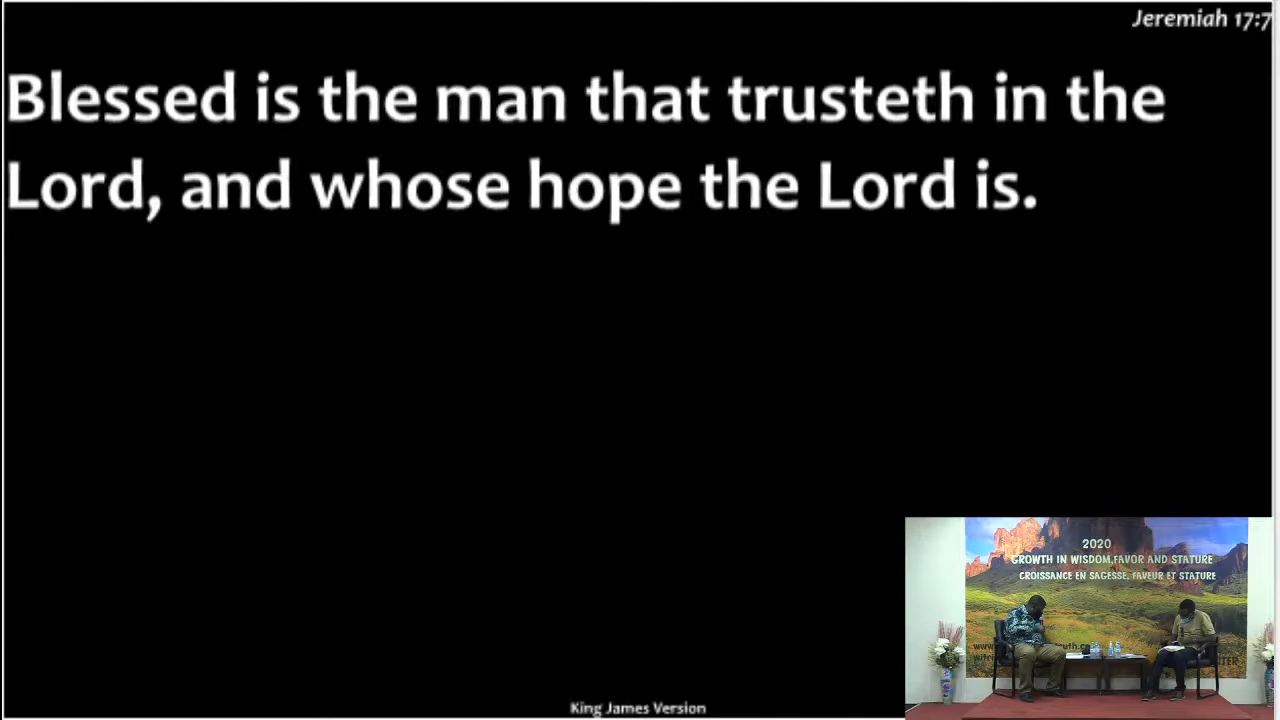 Jeremiah 17:7
Blessed is the man that trusteth in the
Lord, and whose hope the Lord is.
2020
GROWTH IN WISDOM,FAVOR AND STATURE
CROISSANCE EN SAGESSE, FAVEUR ET STATURE
King James Version